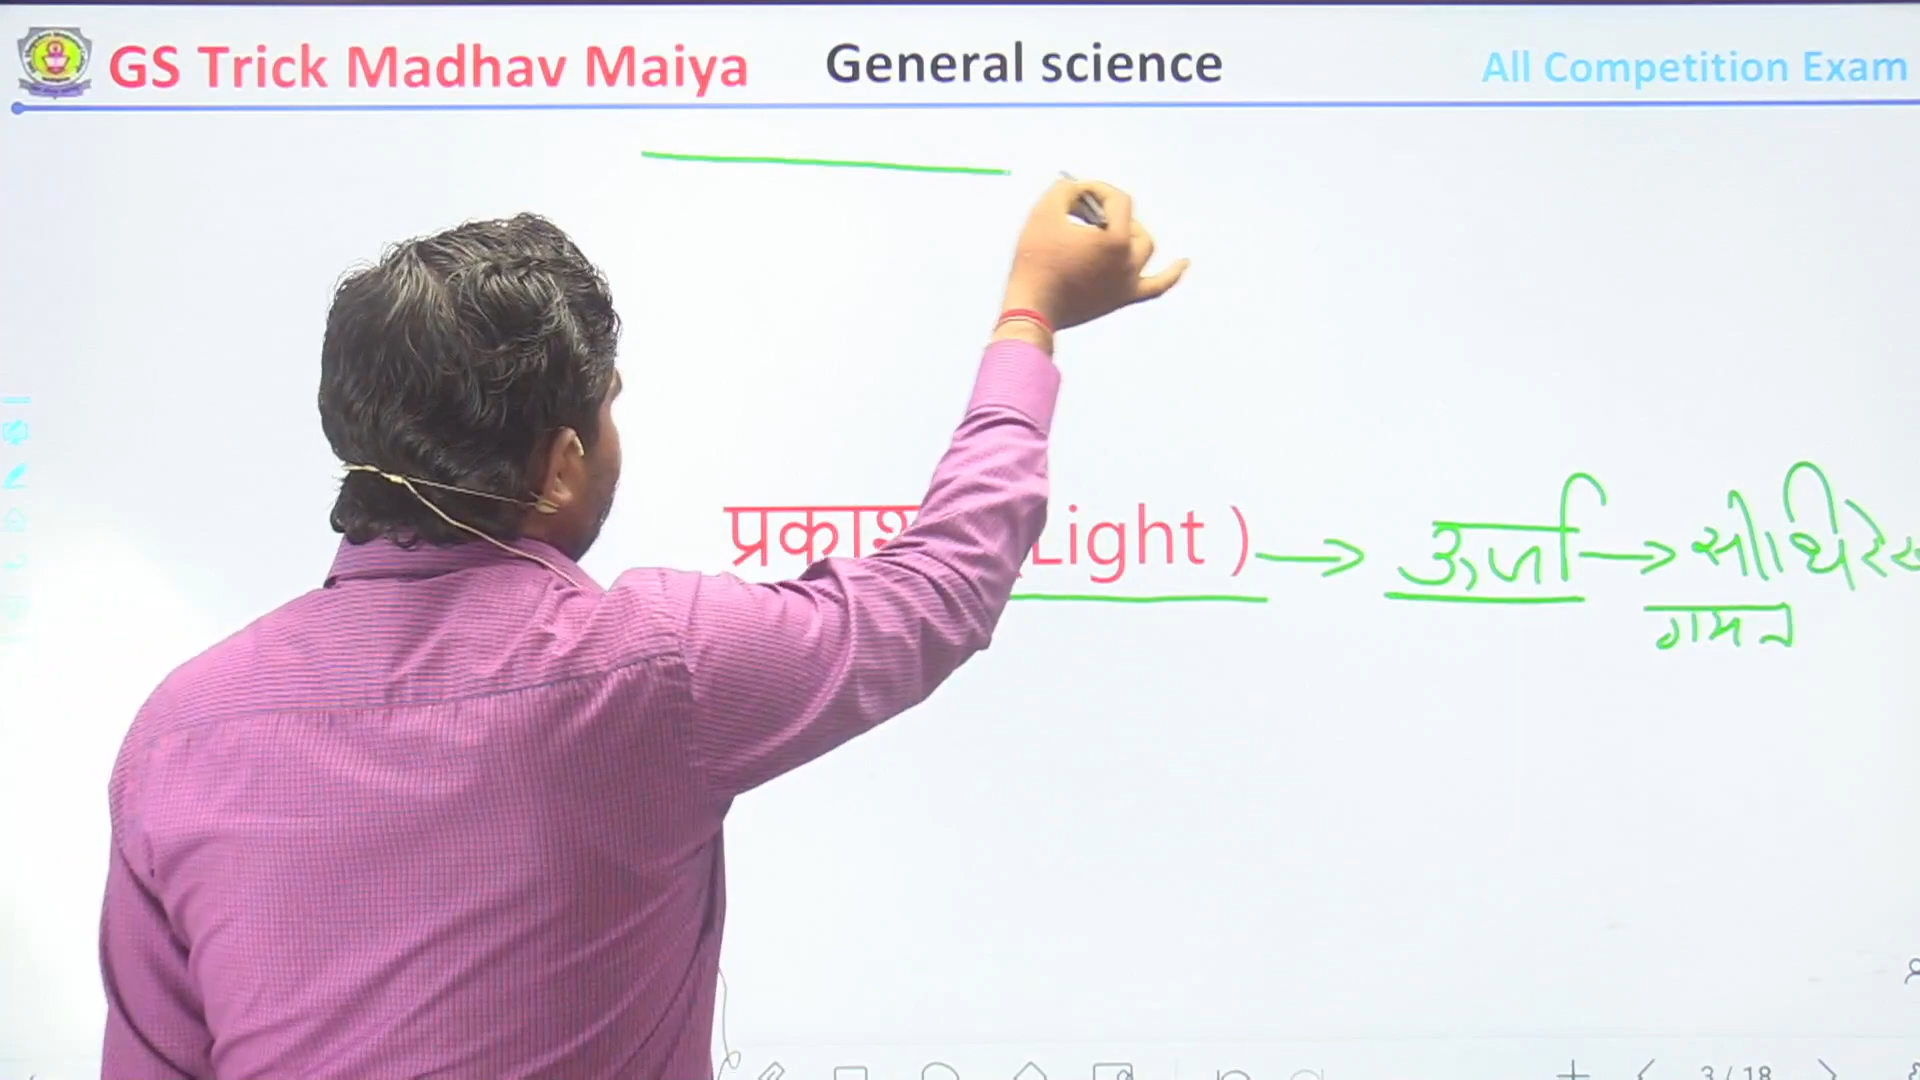 GS Trick Madhav Maiya General science All Competition Exam
प्रकाश Light ) → ऊर्जा → सीधी
गमन
3/18